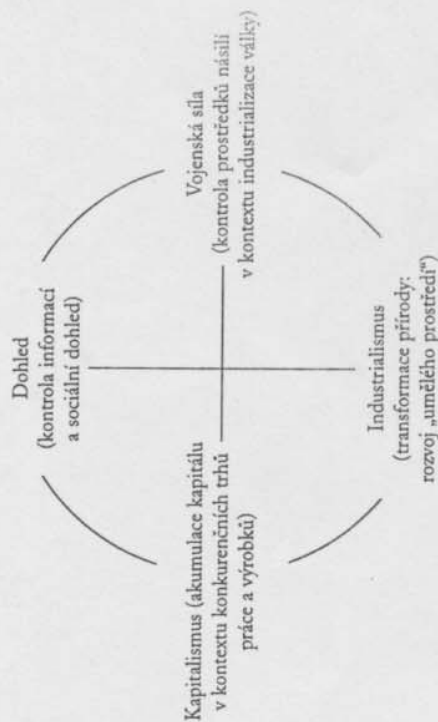 Dohled
(kontrola informací
a sociální dohled)
Kapitalismus (akumulace kapitálu
v kontextu konkurenčních trhů
práce a výrobků)
Vojenská síla
(kontrola prostředků násilí
v kontextu industrializace války)
Industrialismus
(transformace přírody:
rozvoj „umělého prostředí“)